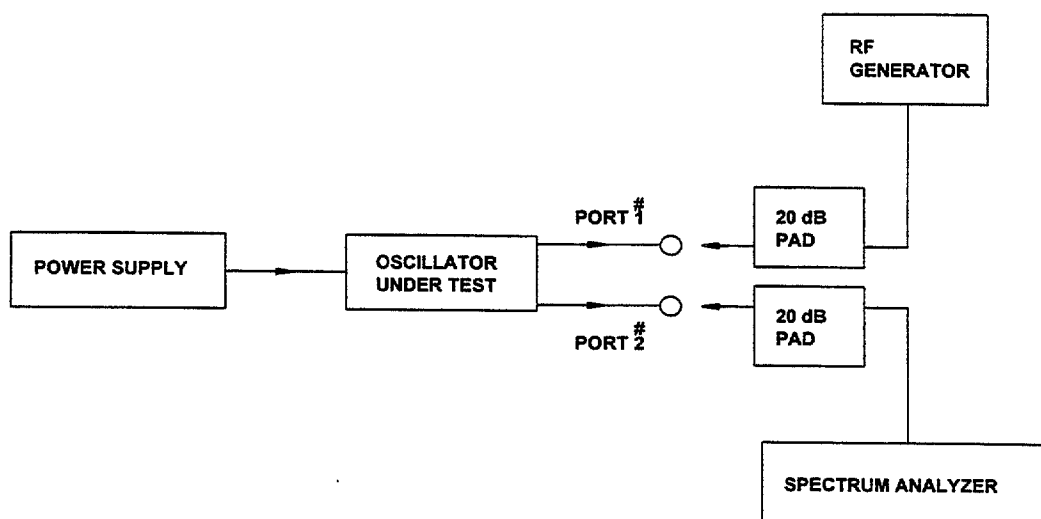 RF
GENERATOR
PORT #1
20 dB
PAD
POWER SUPPLY
OSCILLATOR
UNDER TEST
PORT #2
20 dB
PAD
SPECTRUM ANALYZER